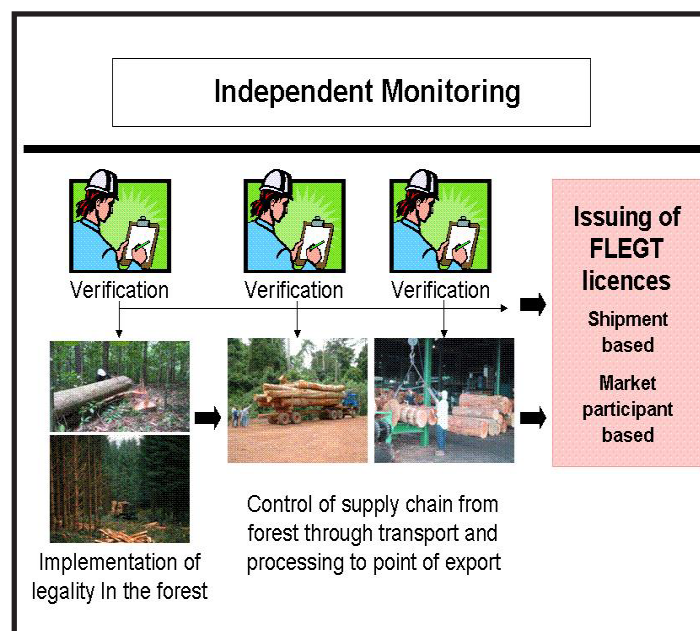 Independent Monitoring
Verification
Verification
Verification
Issuing of
FLEGT
licences
Shipment
based
Market
participant
based
Implementation of
legality In the forest
Control of supply chain from
forest through transport and
processing to point of export